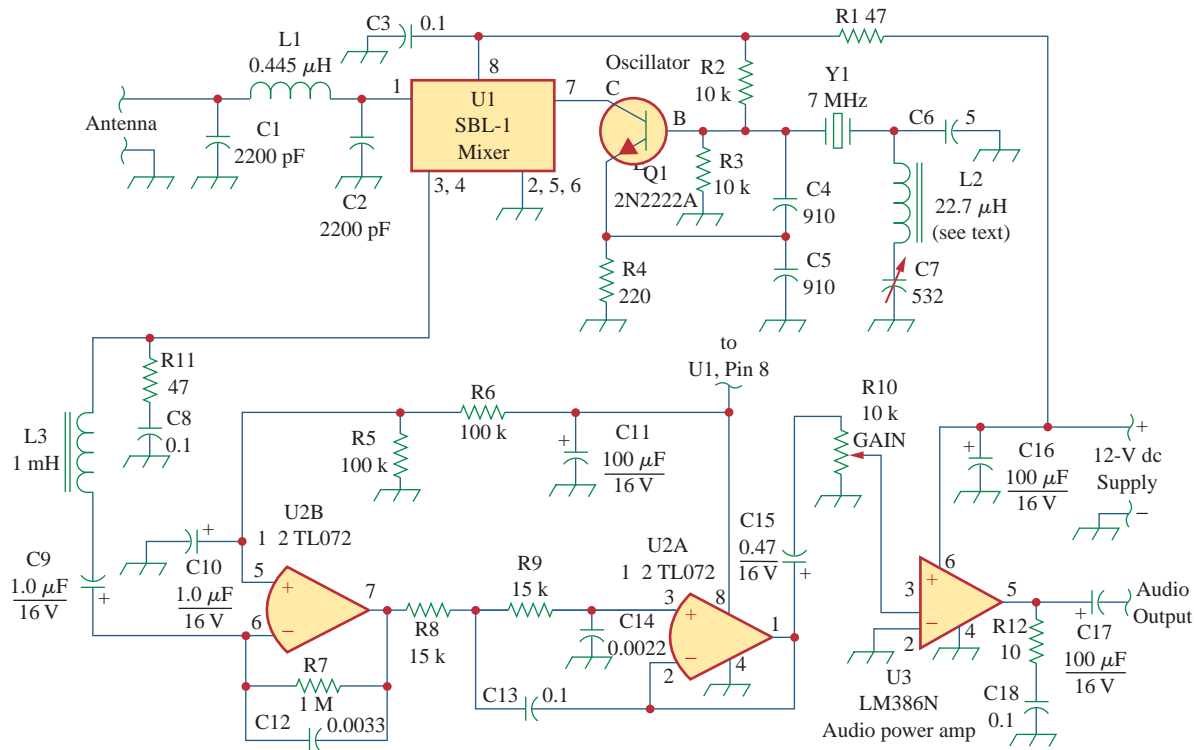 C3
0.1
R1 47
L1
0.445 μH
8
Oscillator
R2
10 k
Y1
7 MHz
C6
5
1
7
C
U1
SBL-1
Mixer
B
Antenna
C1
2200 pF
E
Q1
2N2222A
R3
10 k
L2
22.7 μH
(see text)
3, 4
2, 5, 6
C2
2200 pF
C4
910
R4
220
C5
910
C7
532
to
U1, Pin 8
R11
47
C8
0.1
R6
100 k
R10
10 k
GAIN
L3
1 mH
R5
100 k
+
C11
100 μF
16 V
+
C16
100 μF
16 V
+
12-V dc
Supply
−
U2B
1
2 TL072
+
C10
1.0 μF
16 V
C9
1.0 μF
16 V
+
C15
0.47
16 V
+
U2A
1
2 TL072
R9
15 k
5
+
7
6
−
R8
15 k
C14
0.0022
3
+
8
1
2
−
4
6
3
+
5
−
2
4
Audio
Output
+
C17
100 μF
16 V
R12
10
R7
1 M
C13
0.1
C12
0.0033
U3
LM386N
Audio power amp
C18
0.1